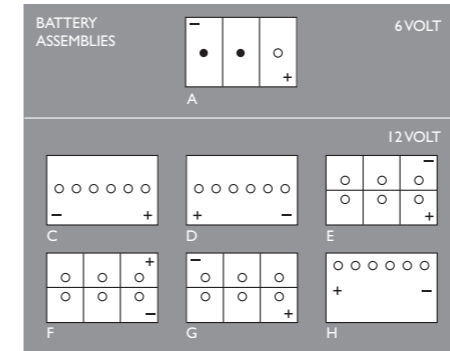 BATTERY
ASSEMBLIES
6 VOLT
–
+
A
12 VOLT
– +
C
+ –
D
–
+
E
+
–
F
–
+
G
+ –
H